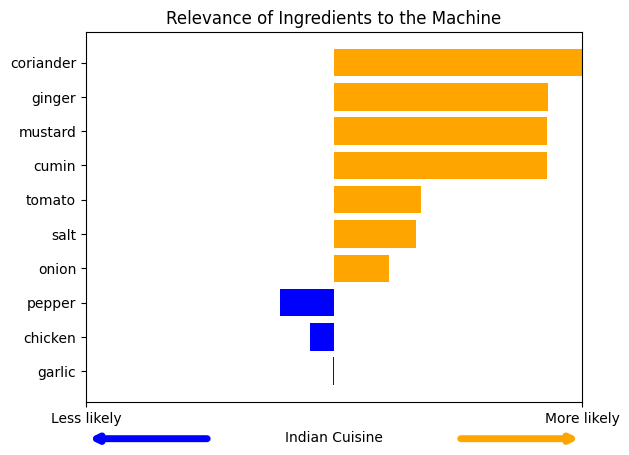 Relevance of Ingredients to the Machine
coriander
ginger
mustard
cumin
tomato
salt
onion
pepper
chicken
garlic
Less likely
More likely
Indian Cuisine